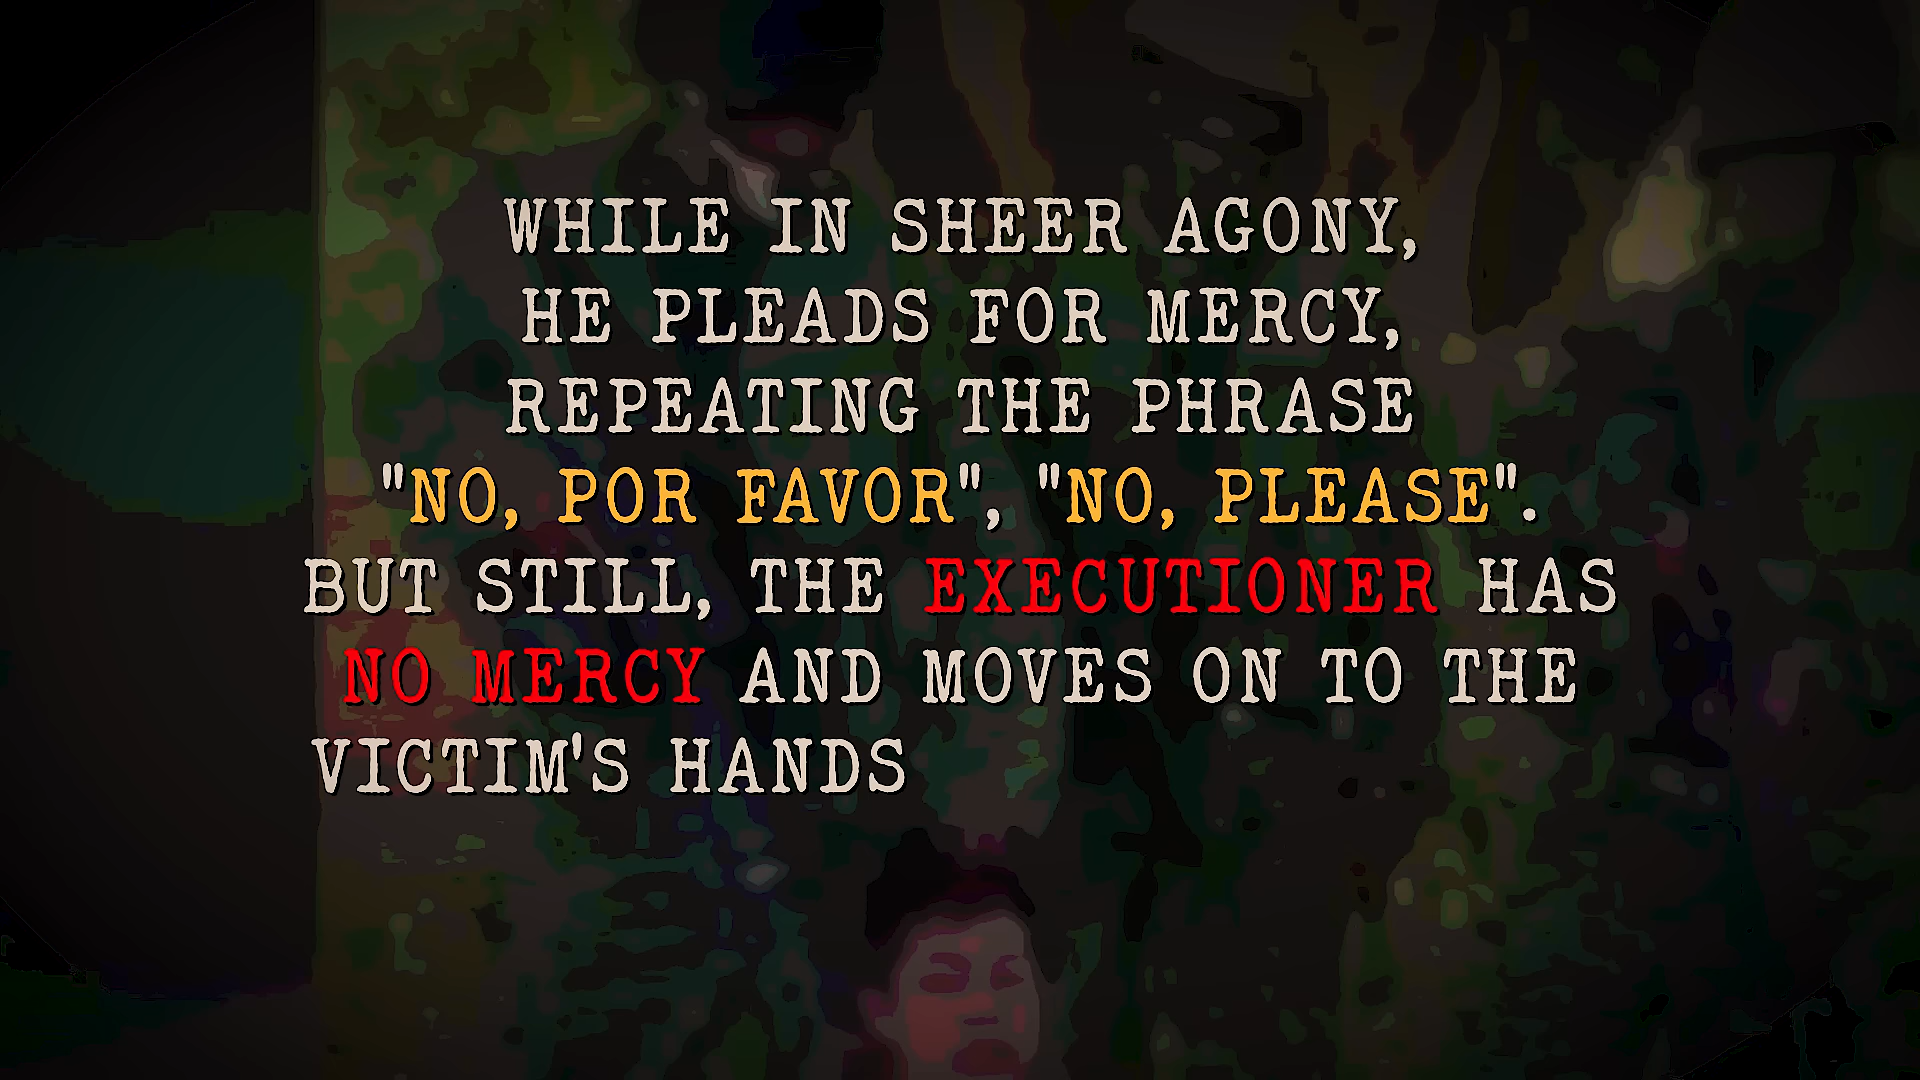 WHILE IN SHEER AGONY,
HE PLEADS FOR MERCY,
REPEATING THE PHRASE
"NO, POR FAVOR", "NO, PLEASE".
BUT STILL, THE EXECUTIONER HAS
NO MERCY AND MOVES ON TO THE
VICTIM'S HANDS